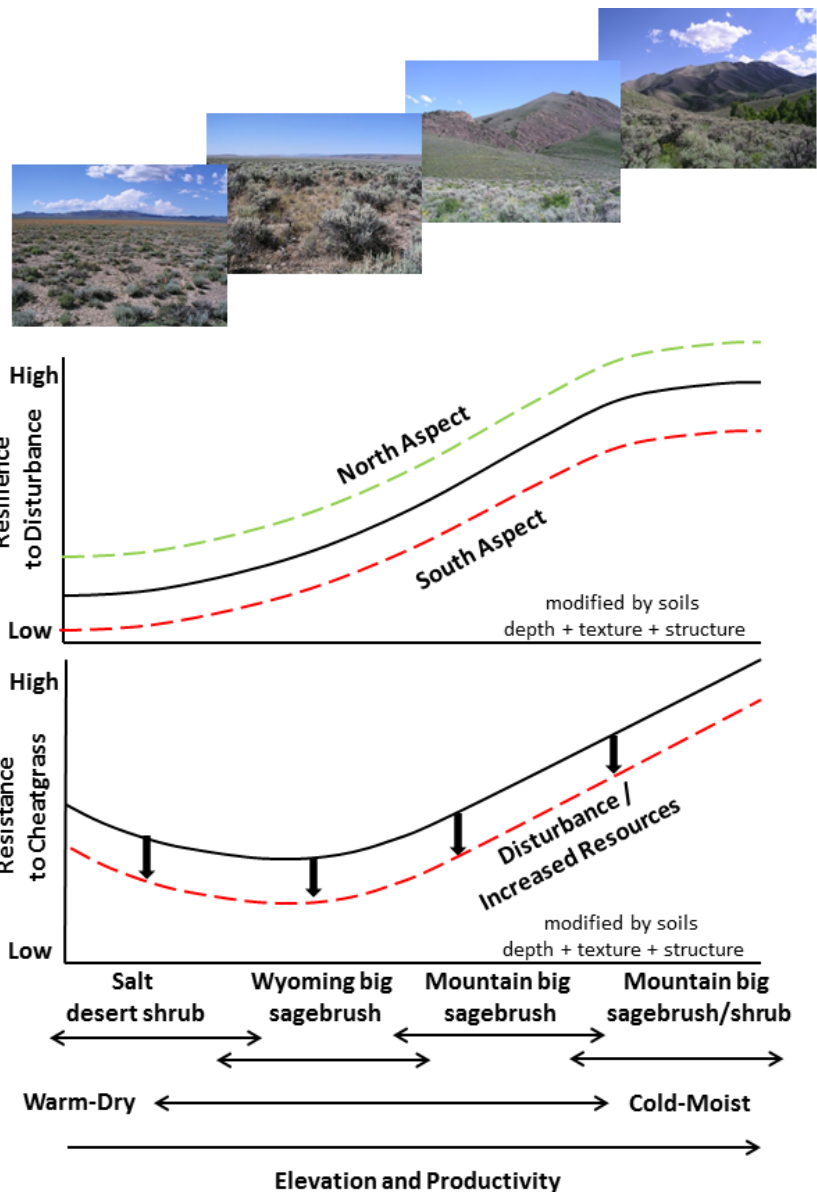 High
Resilience
to Disturbance
North Aspect
South Aspect
modified by soils
depth + texture + structure
Low
High
Resistance
to Cheatgrass
Disturbance /
Increased Resources
modified by soils
depth + texture + structure
Low
Salt
desert shrub
Wyoming big
sagebrush
Mountain big
sagebrush
Mountain big
sagebrush/shrub
Warm-Dry
Cold-Moist
Elevation and Productivity